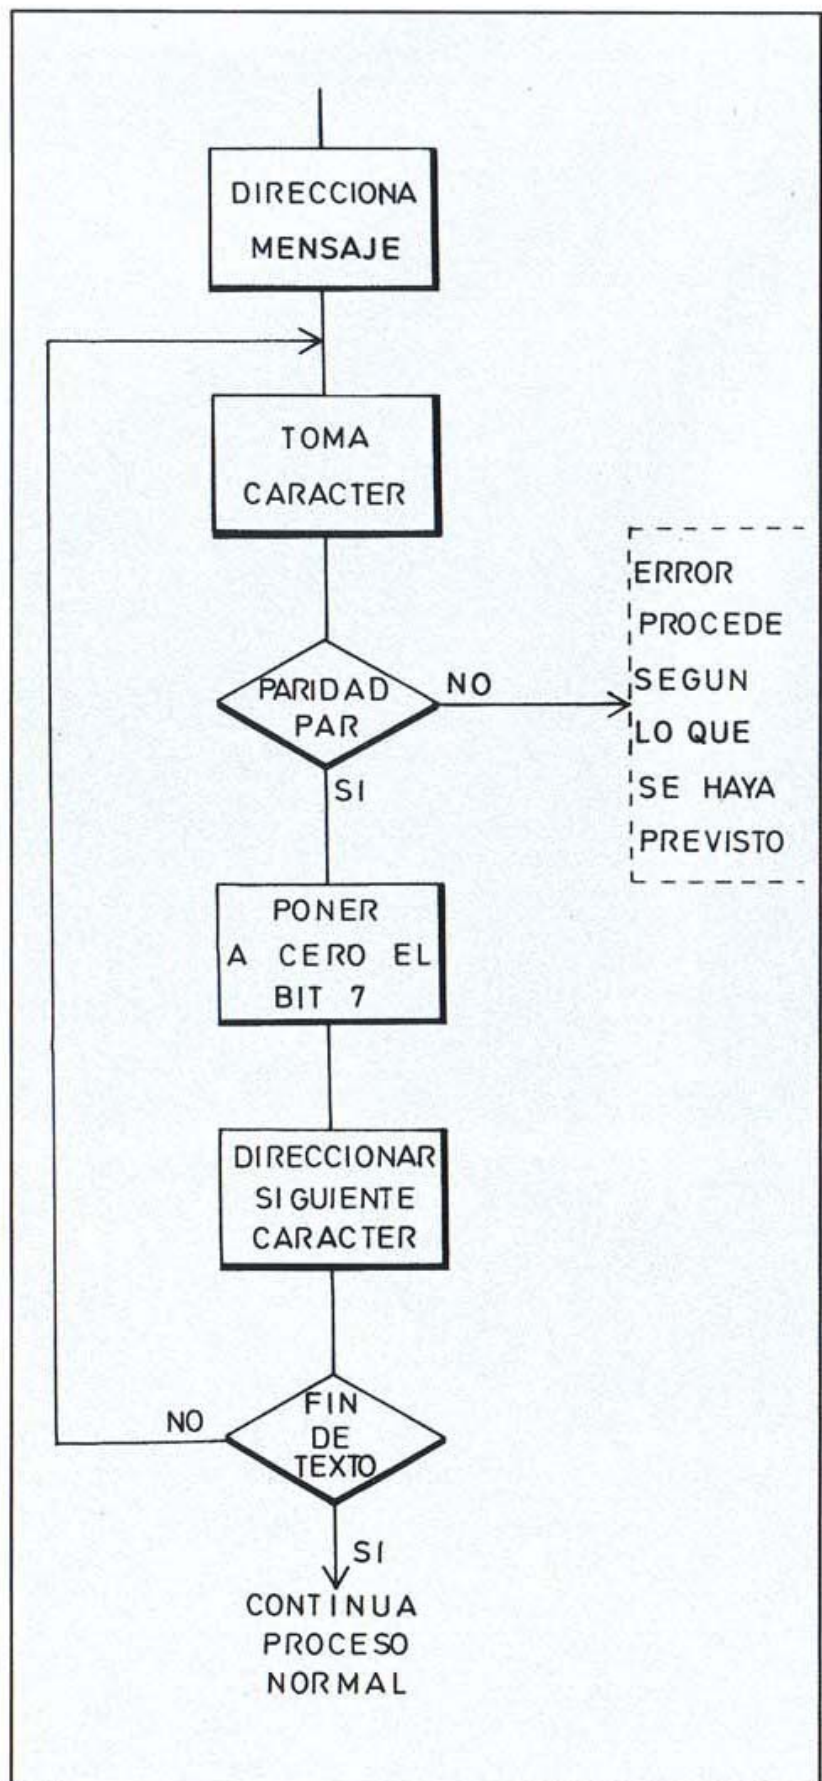 DIRECCIONA
MENSAJE
TOMA
CARACTER
PARIDAD
PAR
NO
SI
ERROR
PROCEDE
SEGUN
LO QUE
SE HAYA
PREVISTO
PONER
A CERO EL
BIT 7
DIRECCIONAR
SIGUIENTE
CARACTER
FIN
DE
TEXTO
NO
SI
CONTINUA
PROCESO
NORMAL